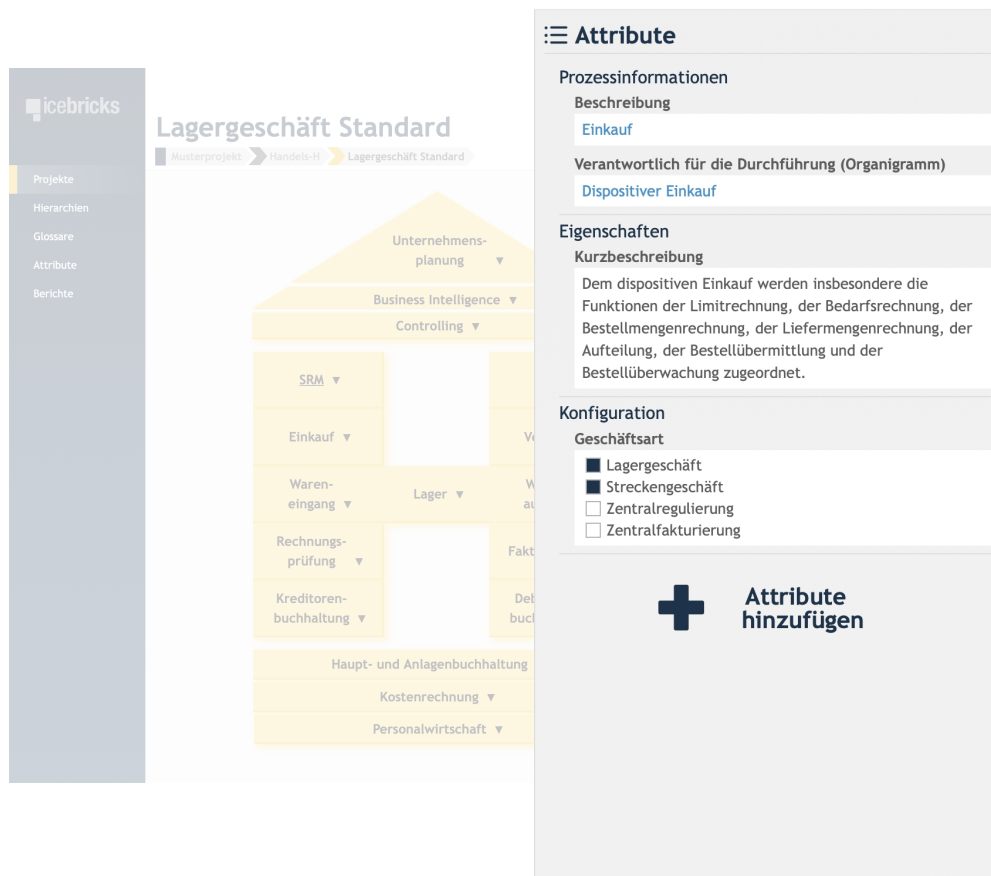 icebricks
Projekte
Hierarchien
Glossare
Attribute
Berichte
Lagergeschäft Standard
Musterprojekt Handels-H Lagergeschäft Standard
Unternehmens-
planung ▼
Business Intelligence ▼
Controlling ▼
SRM ▼
Einkauf ▼
Waren-
eingang ▼
Lager ▼
Rechnungs-
prüfung ▼
Kreditoren-
buchhaltung ▼
Haupt- und Anlagenbuchhaltung
Kostenrechnung ▼
Personalwirtschaft ▼
Attribute
Prozessinformationen
Beschreibung
Einkauf
Verantwortlich für die Durchführung (Organigramm)
Dispositiver Einkauf
Eigenschaften
Kurzbeschreibung
Dem dispositiven Einkauf werden insbesondere die
Funktionen der Limitrechnung, der Bedarfsrechnung, der
Bestellmengenrechnung, der Liefermengenrechnung, der
Aufteilung, der Bestellübermittlung und der
Bestellüberwachung zugeordnet.
Konfiguration
Geschäftsart
Lagergeschäft
Streckengeschäft
Zentralregulierung
Zentralfakturierung
Attribute
hinzufügen